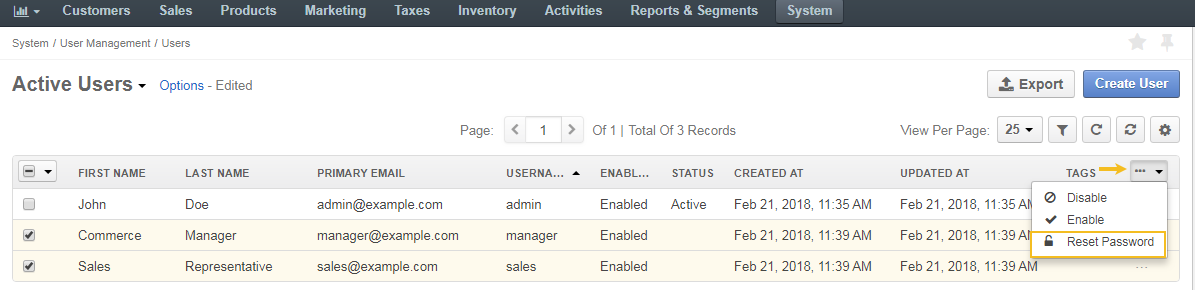 Customers Sales Products Marketing Taxes Inventory Activities Reports & Segments System
System / User Management / Users
Active Users Options - Edited Export Create User
Page: 1 Of 1 | Total Of 3 Records View Per Page: 25
FIRST NAME LAST NAME PRIMARY EMAIL USERNA... ENABL... STATUS CREATED AT UPDATED AT TAGS ...
John Doe admin@example.com admin Enabled Active Feb 21, 2018, 11:35 AM Feb 21, 2018, 11:35 AM
Disable
Enable
Commerce Manager manager@example.com manager Enabled Feb 21, 2018, 11:39 AM Feb 21, 2018, 11:39 AM
Reset Password
Sales Representative sales@example.com sales Enabled Feb 21, 2018, 11:39 AM Feb 21, 2018, 11:39 AM ...